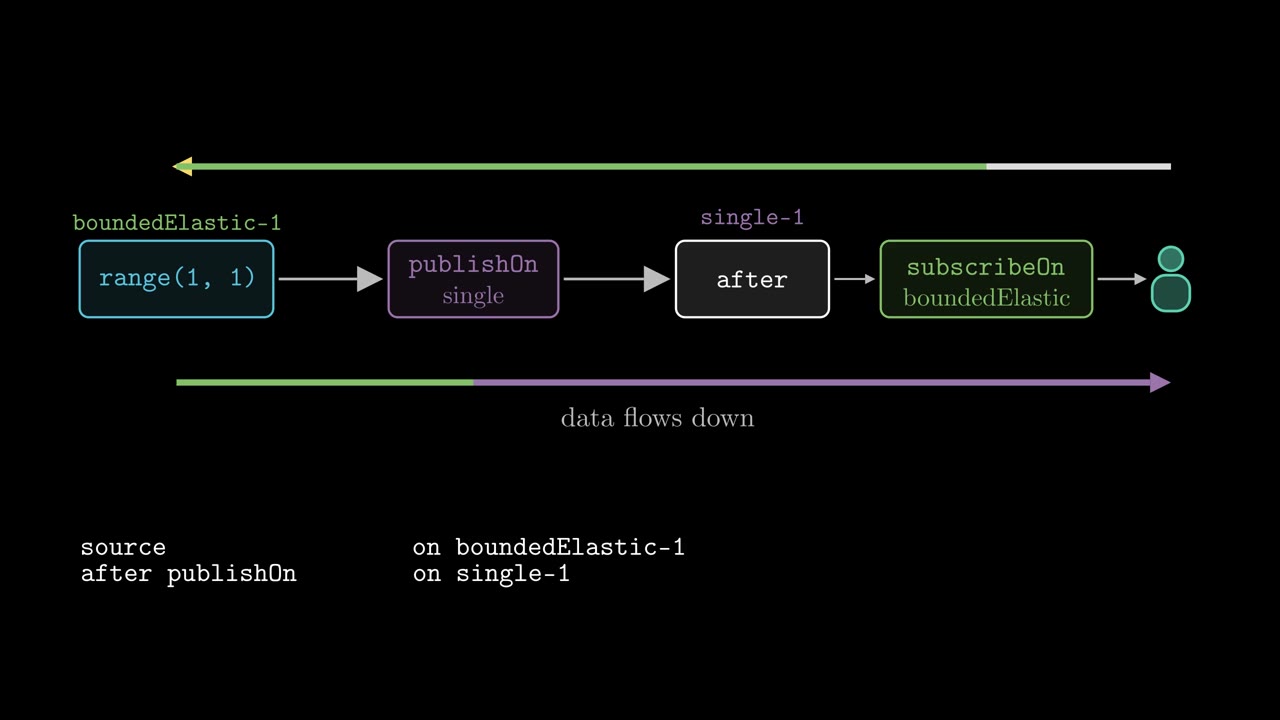 boundedElastic-1
single-1
range(1, 1)
publishOn
single
after
subscribeOn
boundedElastic
data flows down
source on boundedElastic-1
after publishOn on single-1